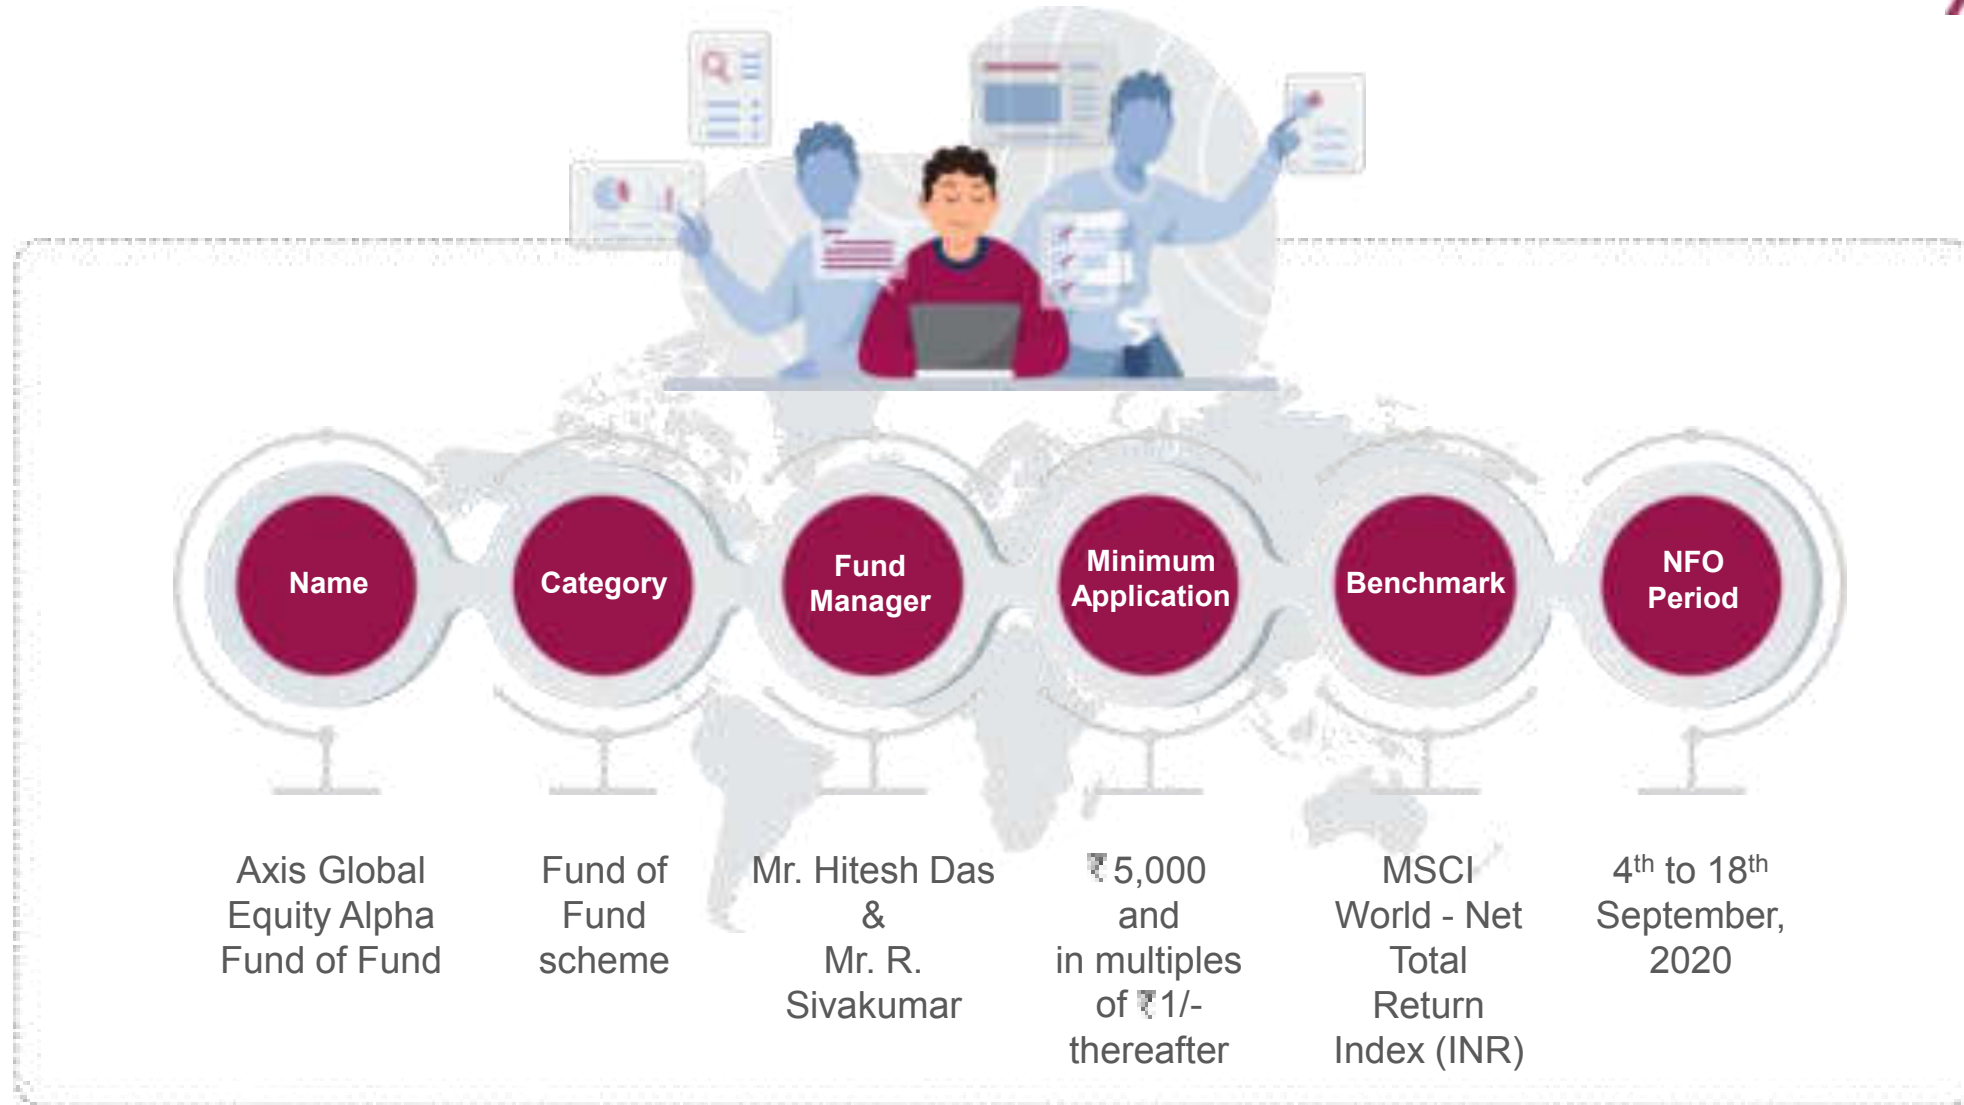 Name
Category
Fund
Manager
Minimum
Application
Benchmark
NFO
Period
Axis Global
Equity Alpha
Fund of Fund
Fund of
Fund
scheme
Mr. Hitesh Das
&
Mr. R.
Sivakumar
₹5,000
and
in multiples
of ₹1/-
thereafter
MSCI
World - Net
Total
Return
Index (INR)
4th to 18th
September,
2020